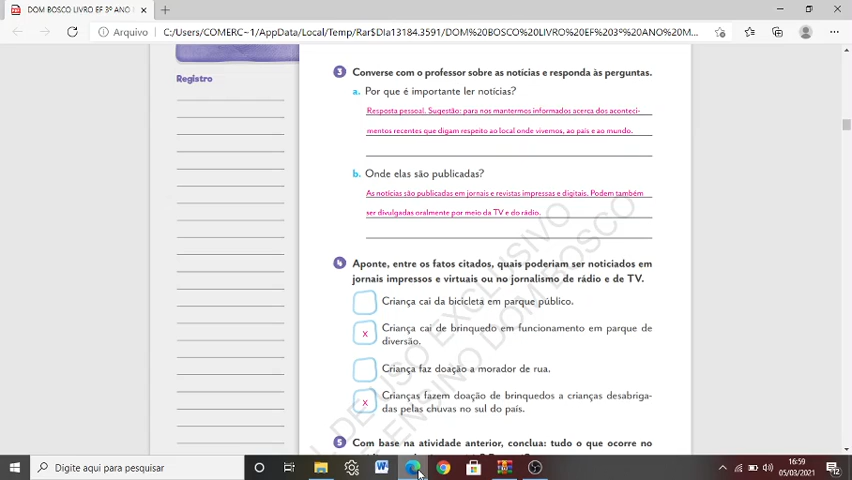 DOM BOSCO LIVRO EF 3º ANO
Arquivo
C:/Users/COMERC~1/AppData/Local/Temp/Rar$DIa13184.3591/DOM%20BOSCO%20LIVRO%20EF%203º%20ANO%20M...
Registro
3 Converse com o professor sobre as notícias e responda às perguntas.
a. Por que é importante ler notícias?
Resposta pessoal. Sugestão: para nos mantermos informados acerca dos aconteci-
mentos recentes que digam respeito ao local onde vivemos, ao país e ao mundo.
b. Onde elas são publicadas?
As notícias são publicadas em jornais e revistas impressas e digitais. Podem também
ser divulgadas oralmente por meio da TV e do rádio.
4 Aponte, entre os fatos citados, quais poderiam ser noticiados em
jornais impressos e virtuais ou no jornalismo de rádio e de TV.
Criança cai da bicicleta em parque público.
x Criança cai de brinquedo em funcionamento em parque de
diversão.
Criança faz doação a morador de rua.
x Crianças fazem doação de brinquedos a crianças desabriga-
das pelas chuvas no sul do país.
5 Com base na atividade anterior, conclua: tudo o que ocorre no
DE USO EXCLUSIVO
ENSINO DOM BOSCO
Digite aqui para pesquisar
16:59
05/03/2021
12